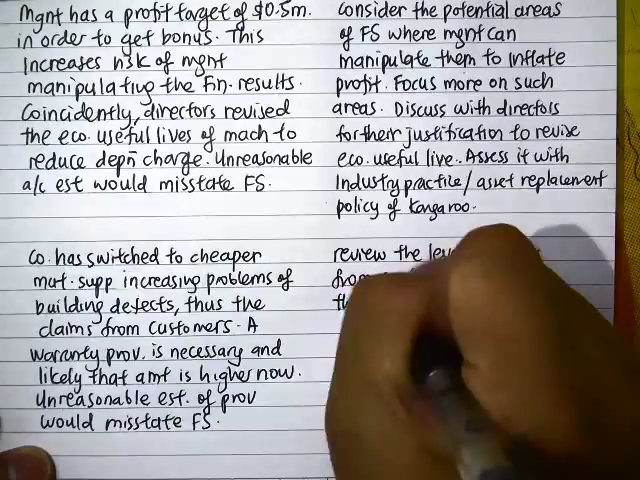 Mgnt has a profit target of $0.5m.
in order to get bonus. This
increases risk of mgnt
manipulating the Fin. results.
Coincidently, directors revised
the eco. useful lives of mach to
reduce depn̄ charge. Unreasonable
a/c est would misstate FS.
Consider the potential areas
of FS where mgnt can
manipulate them to inflate
profit. Focus more on such
areas. Discuss with directors
for their justification to revise
eco. useful live. Assess it with
Industry practise/asset replacement
policy of Kangaroo.
Co. has switched to cheaper
mat. supp increasing problems of
building defects, thus the
claims from customers. A
warranty prov. is necessary and
likely that amt is higher now.
Unreasonable est. of prov
would misstate FS.
review the